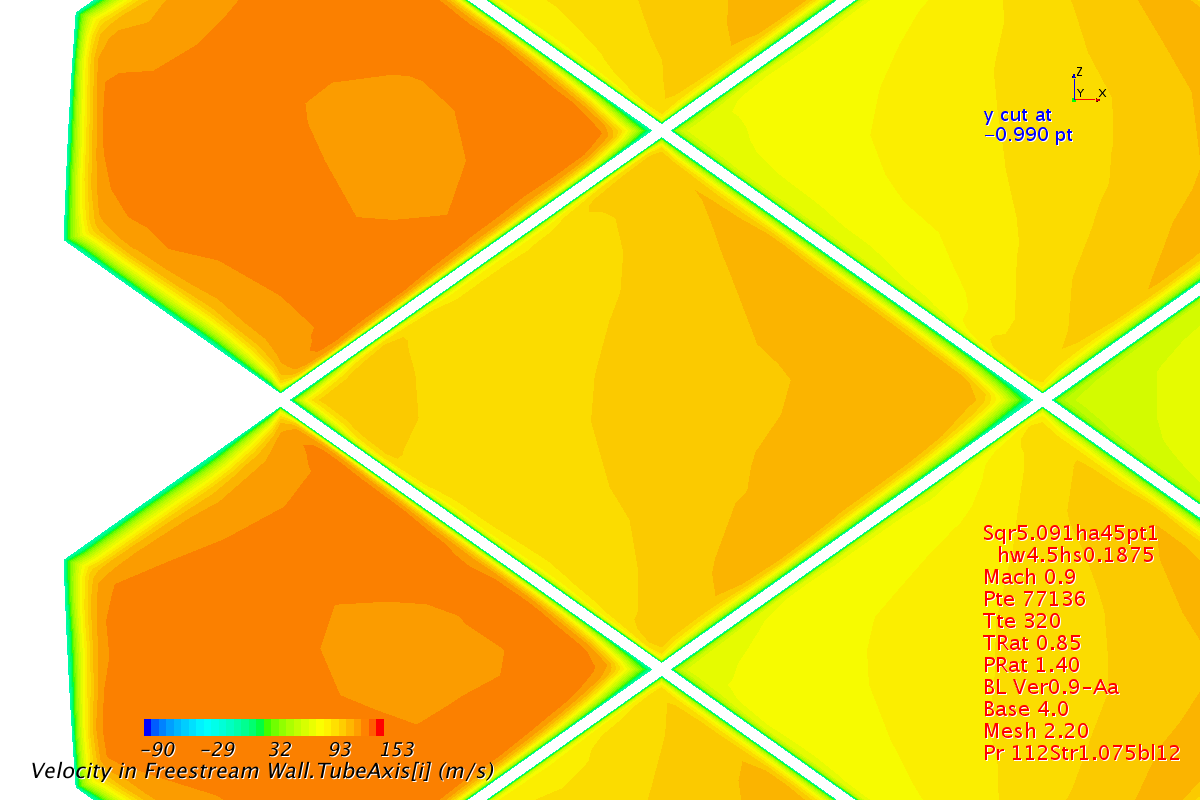 Z
Y X
y cut at
−0.990 pt
Sqr5.091ha45pt1
hw4.5hs0.1875
Mach 0.9
Pte 77136
Tte 320
TRat 0.85
PRat 1.40
BL Ver0.9−Aa
Base 4.0
Mesh 2.20
Pr 112Str1.075bl12
−90 −29 32 93 153
Velocity in Freestream Wall.TubeAxis[i] (m/s)